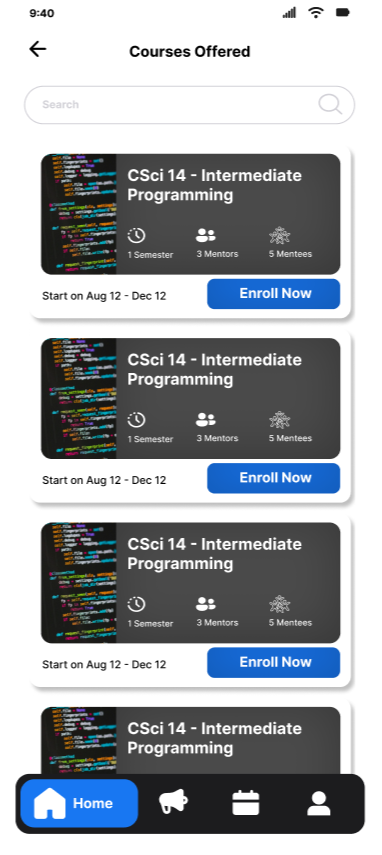 9:40
Courses Offered
Search
CSci 14 - Intermediate
Programming
1 Semester
3 Mentors
5 Mentees
Start on Aug 12 - Dec 12
Enroll Now
CSci 14 - Intermediate
Programming
1 Semester
3 Mentors
5 Mentees
Start on Aug 12 - Dec 12
Enroll Now
CSci 14 - Intermediate
Programming
1 Semester
3 Mentors
5 Mentees
Start on Aug 12 - Dec 12
Enroll Now
CSci 14 - Intermediate
Programming
Home